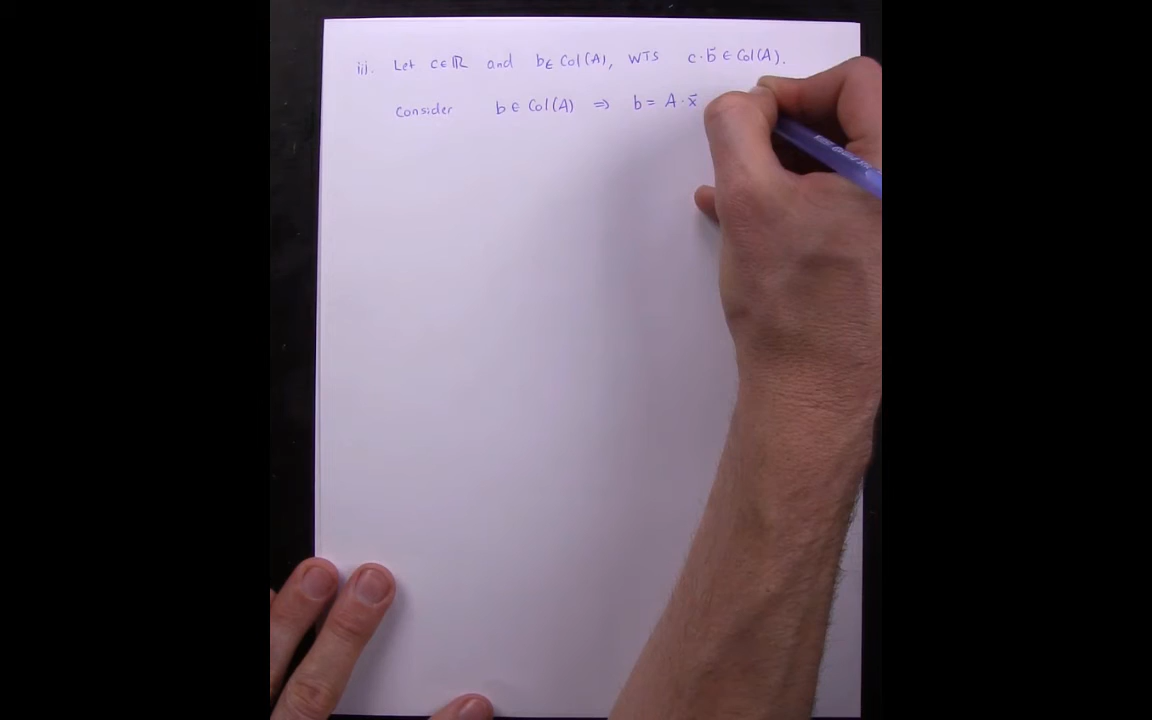 iii. Let c∈ℝ and b∈ Col(A), WTS c·b̄ ∈ Col(A).
Consider b ∈ Col(A) ⇒ b = A·x̄